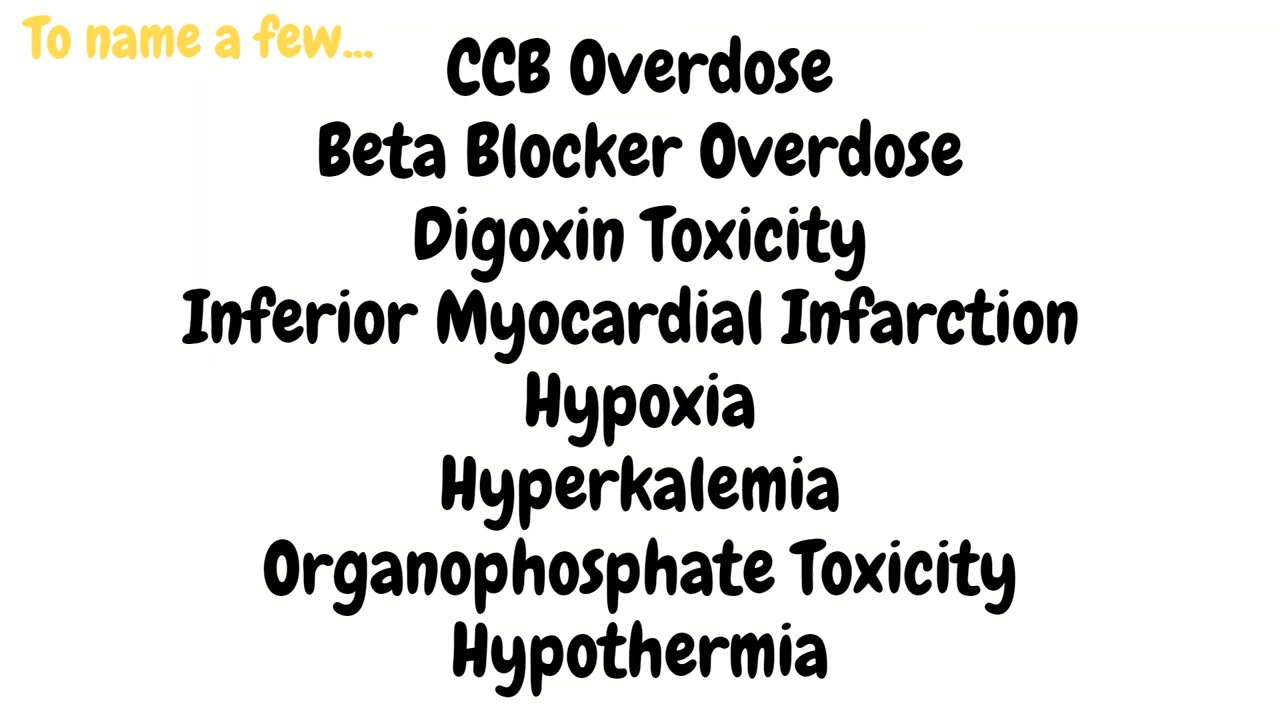 To name a few...
CCB Overdose
Beta Blocker Overdose
Digoxin Toxicity
Inferior Myocardial Infarction
Hypoxia
Hyperkalemia
Organophosphate Toxicity
Hypothermia